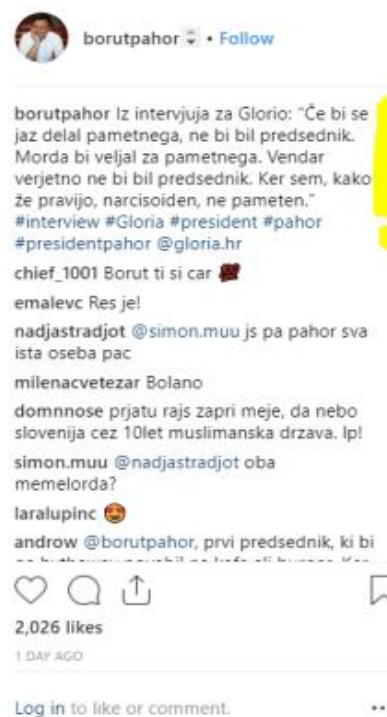 borutpahor • Follow
borutpahor Iz intervjuja za Glorio: "Če bi se
jaz delal pametnega, ne bi bil predsednik.
Morda bi veljal za pametnega. Vendar
verjetno ne bi bil predsednik. Ker sem, kako
že pravijo, narcisoiden, ne pameten."
#interview #Gloria #president #pahor
#presidentpahor @gloria.hr
chief_1001 Borut ti si car
emalevc Res je!
nadjastradjot @simon.muu js pa pahor sva
ista oseba pac
milenacvetezar Bolano
domnnose prjatu rajs zapri meje, da nebo
slovenija cez 10let muslimanska drzava. lp!
simon.muu @nadjastradjot oba
memelorda?
laralupinc 😍
androw @borutpahor, prvi predsednik, ki bi
2,026 likes
1 DAY AGO
Log in to like or comment.